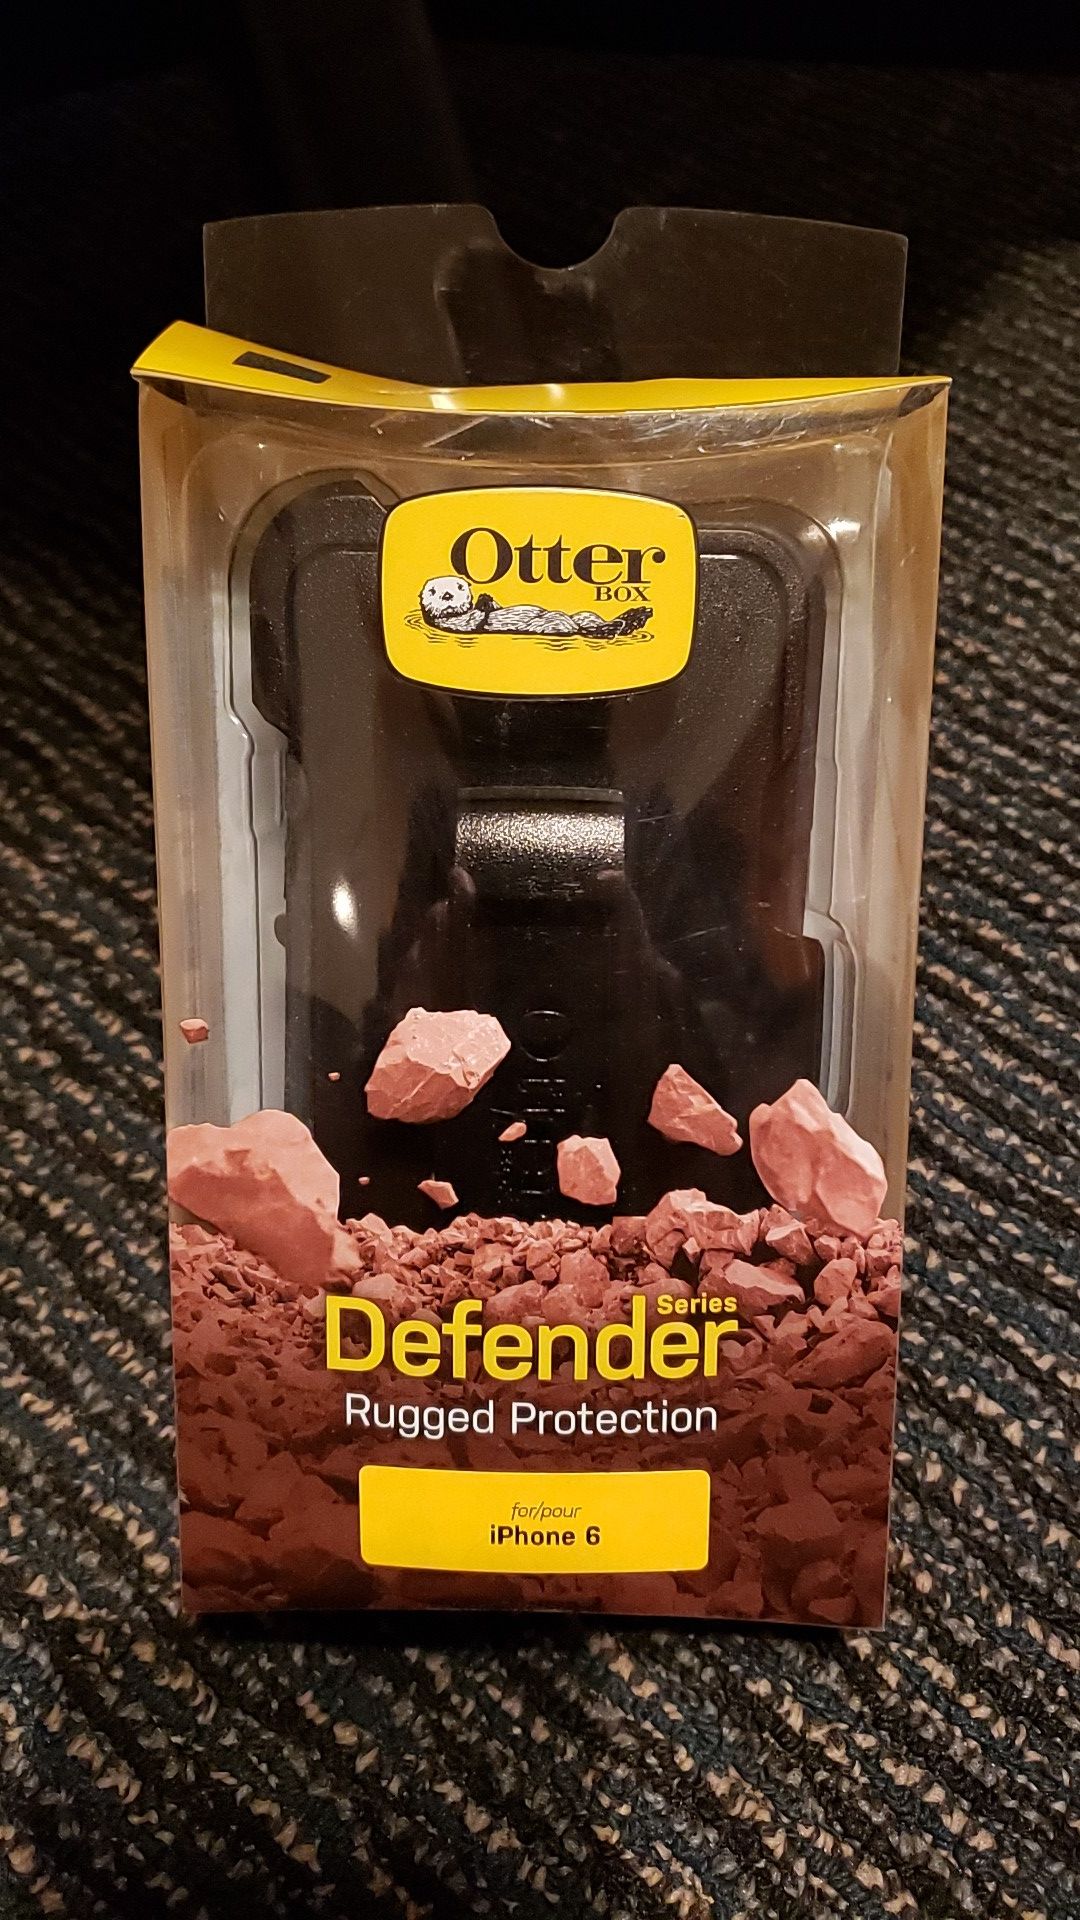 Otter
BOX
Series
Defender
Rugged Protection
for/pour
iPhone 6